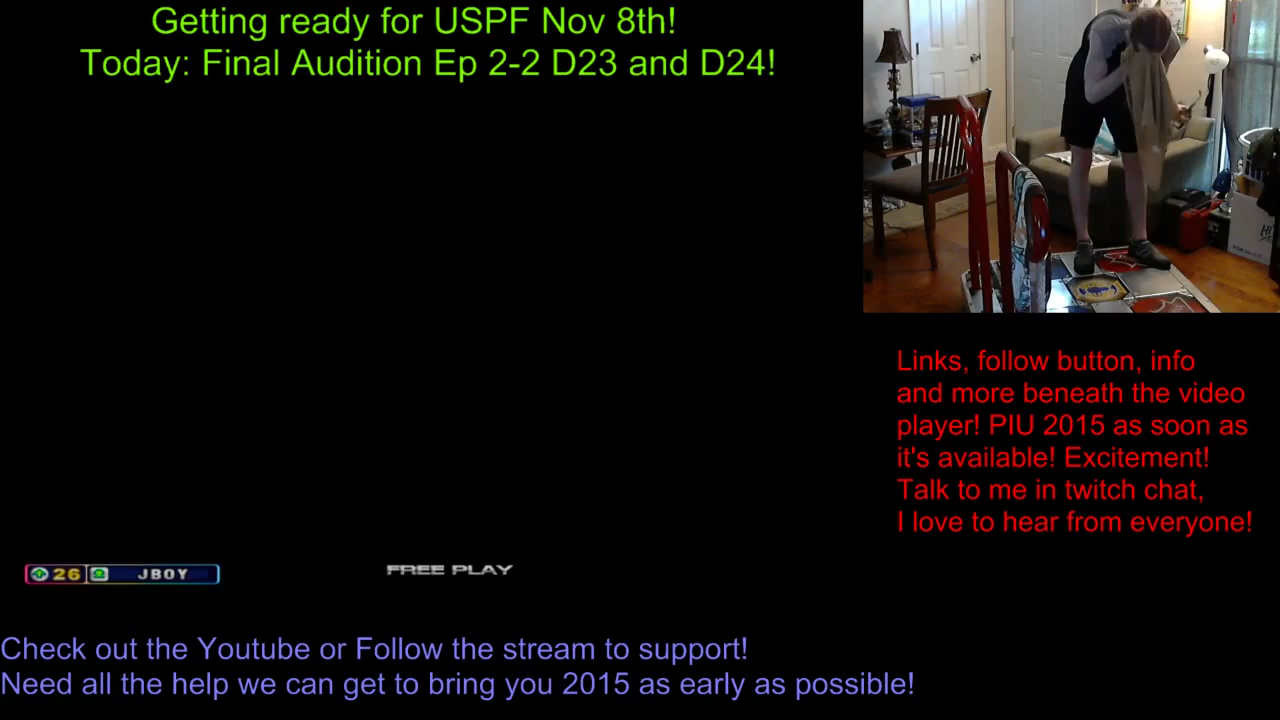 Getting ready for USPF Nov 8th!
Today: Final Audition Ep 2-2 D23 and D24!
Links, follow button, info
and more beneath the video
player! PIU 2015 as soon as
it's available! Excitement!
Talk to me in twitch chat,
I love to hear from everyone!
26 JBOY
FREE PLAY
Check out the Youtube or Follow the stream to support!
Need all the help we can get to bring you 2015 as early as possible!